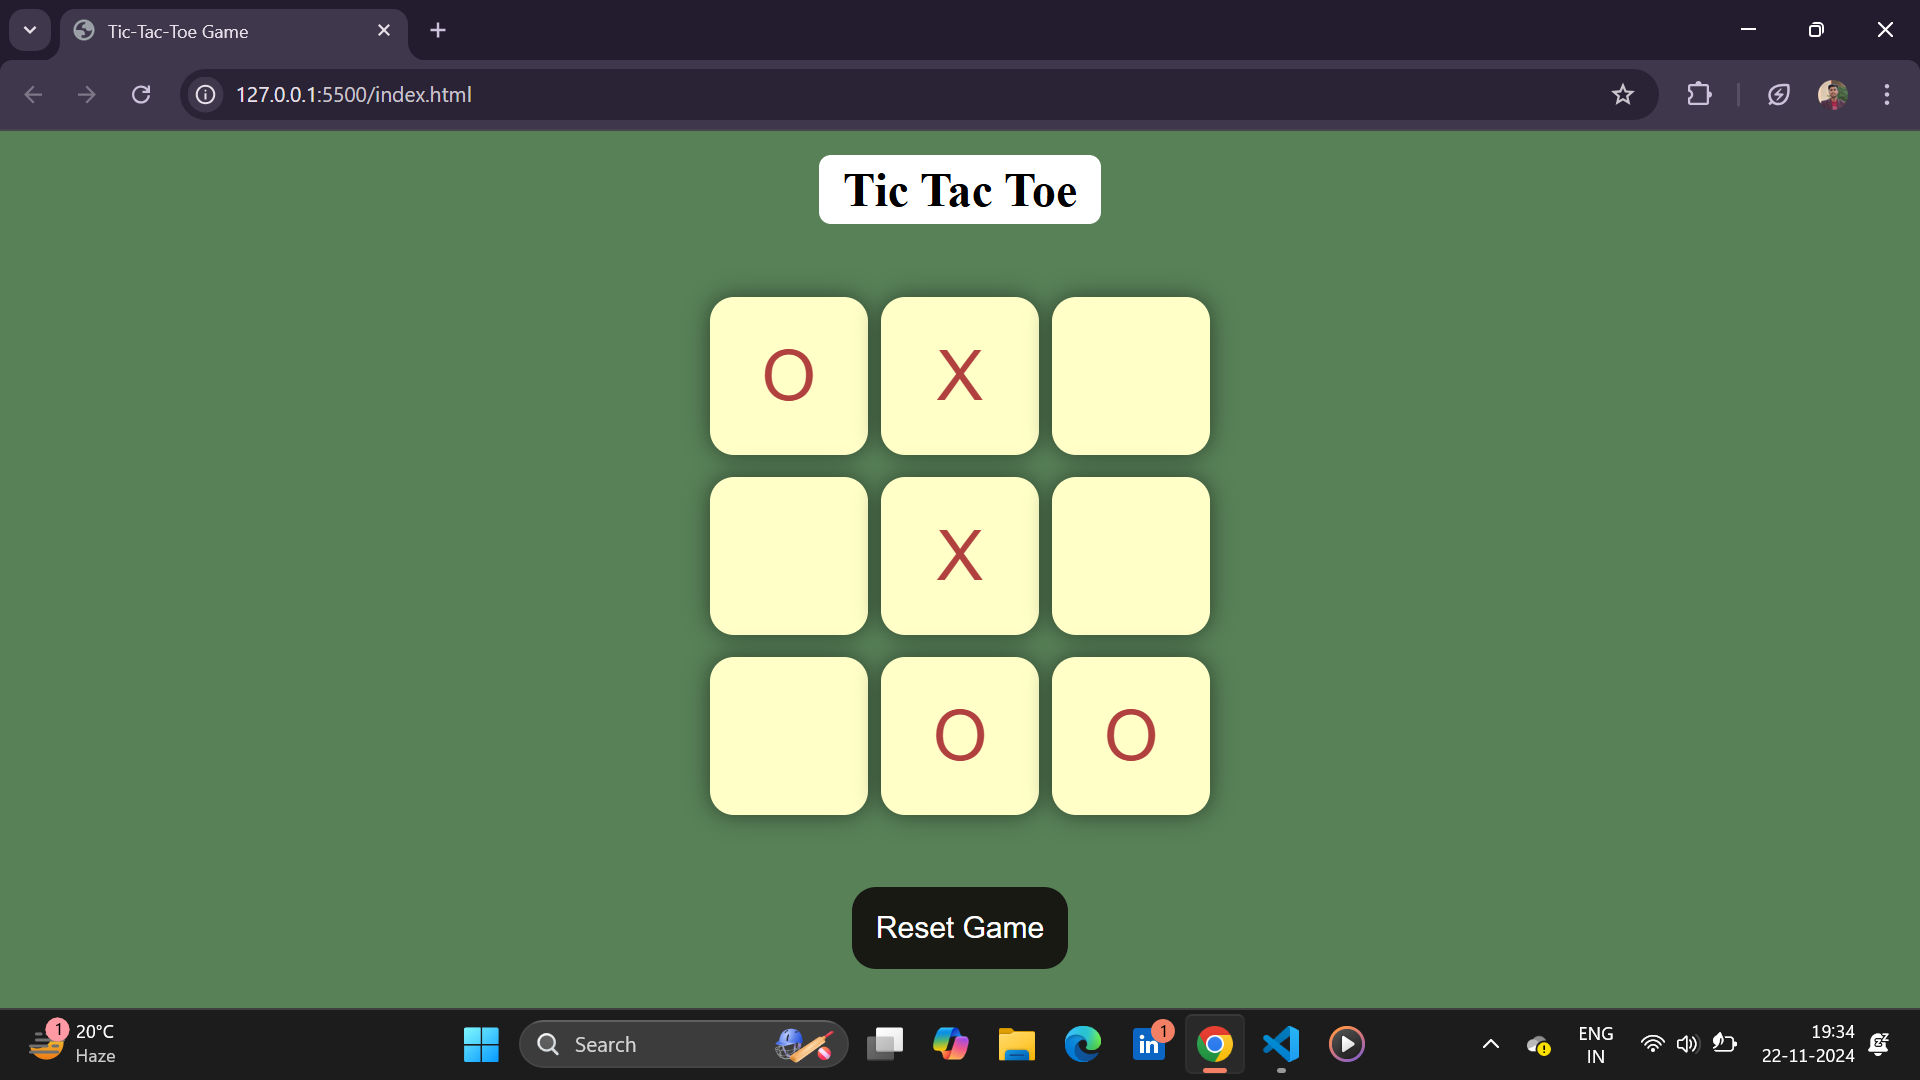 Tic-Tac-Toe Game
127.0.0.1:5500/index.html
Tic Tac Toe
O X
X
O O
Reset Game
1
20°C
Haze
Search
in
1
ENG
IN
19:34
22-11-2024